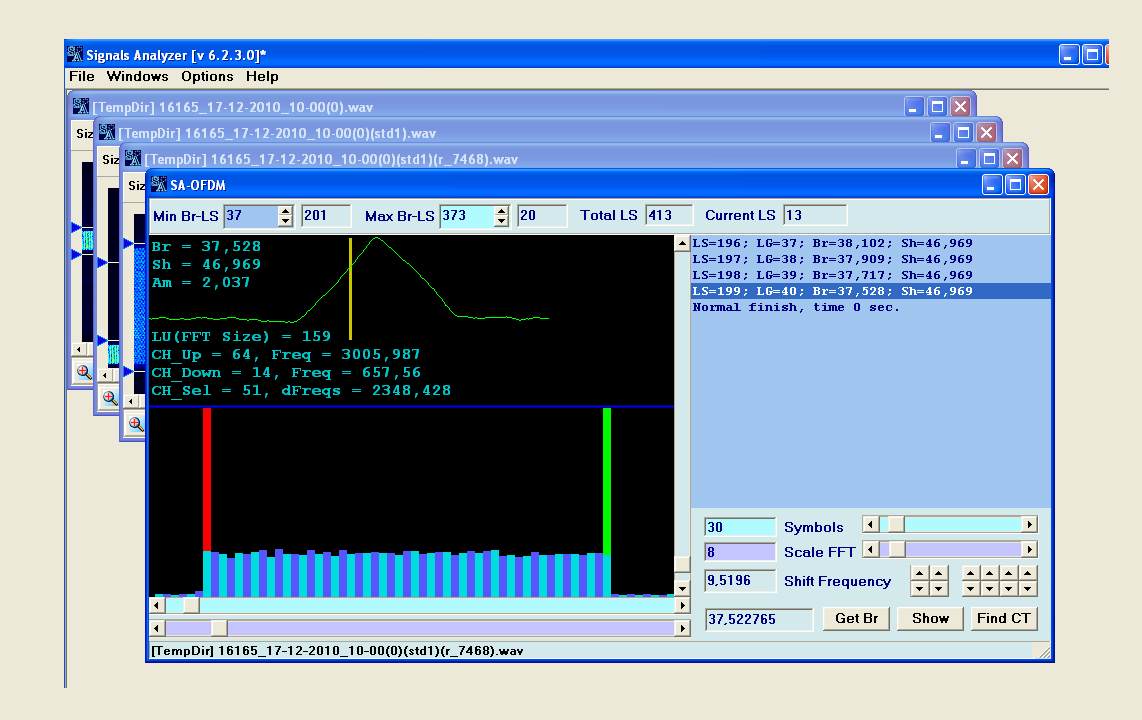 Signals Analyzer [v 6.2.3.0]*
File Windows Options Help
[TempDir] 16165_17-12-2010_10-00(0).wav
Siz
[TempDir] 16165_17-12-2010_10-00(0)(std1).wav
Siz
[TempDir] 16165_17-12-2010_10-00(0)(std1)(r_7468).wav
Siz
SA-OFDM
Min Br-LS 37 201 Max Br-LS 373 20 Total LS 413 Current LS 13
Br = 37,528
Sh = 46,969
Am = 2,037
LU(FFT Size) = 159
CH_Up = 64, Freq = 3005,987
CH_Down = 14, Freq = 657,56
CH_Sel = 51, dFreqs = 2348,428
LS=196; LG=37; Br=38,102; Sh=46,969
LS=197; LG=38; Br=37,909; Sh=46,969
LS=198; LG=39; Br=37,717; Sh=46,969
LS=199; LG=40; Br=37,528; Sh=46,969
Normal finish, time 0 sec.
30 Symbols
8 Scale FFT
9,5196 Shift Frequency
37,522765 Get Br Show Find CT
[TempDir] 16165_17-12-2010_10-00(0)(std1)(r_7468).wav